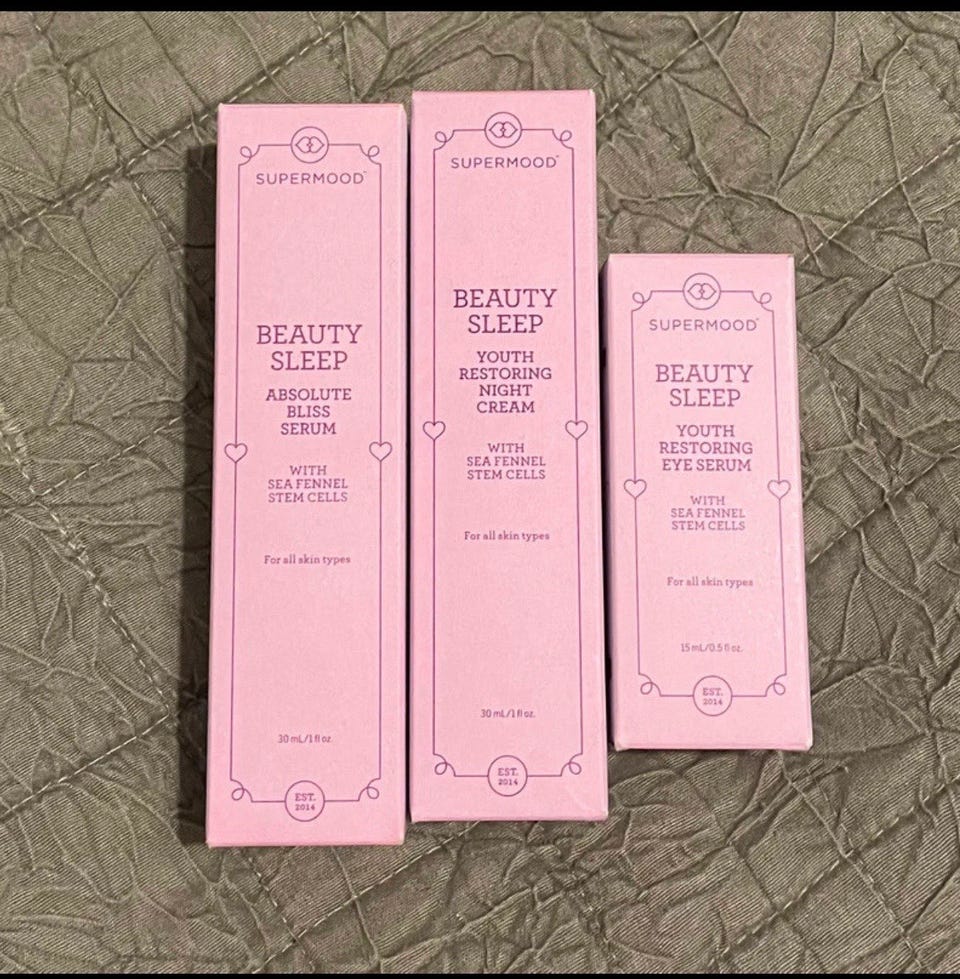 SUPERMOOD™
BEAUTY
SLEEP
ABSOLUTE
BLISS
SERUM
WITH
SEA FENNEL
STEM CELLS
For all skin types
30 mL/1 fl oz.
EST.
2014
SUPERMOOD™
BEAUTY
SLEEP
YOUTH
RESTORING
NIGHT
CREAM
WITH
SEA FENNEL
STEM CELLS
For all skin types
30 mL/1 fl oz.
EST.
2014
SUPERMOOD™
BEAUTY
SLEEP
YOUTH
RESTORING
EYE SERUM
WITH
SEA FENNEL
STEM CELLS
For all skin types
15 mL/0.5 fl oz.
EST.
2014